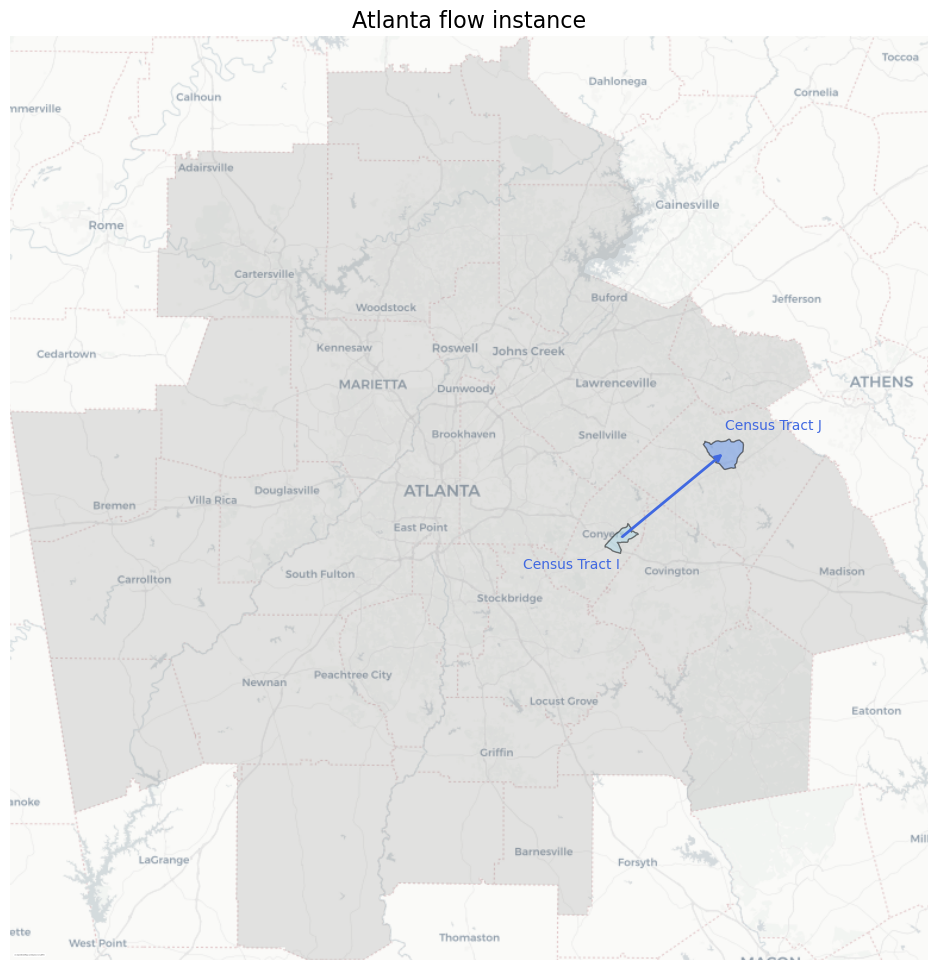 Atlanta flow instance
Toccoa
Dahlonega
Cornelia
Calhoun
mmerville
Adairsville
Gainesville
Rome
Cartersville
Buford
Jefferson
Woodstock
Kennesaw
Roswell
Johns Creek
Cedartown
MARIETTA
Dunwoody
Lawrenceville
ATHENS
Census Tract J
Brookhaven
Snellville
Douglasville
ATLANTA
Villa Rica
Bremen
East Point
Conye
Census Tract I
Covington
Madison
South Fulton
Carrollton
Stockbridge
Peachtree City
Newnan
Locust Grove
Eatonton
Griffin
anoke
Mil
Barnesville
LaGrange
Forsyth
ette
West Point
Thomaston
MACON